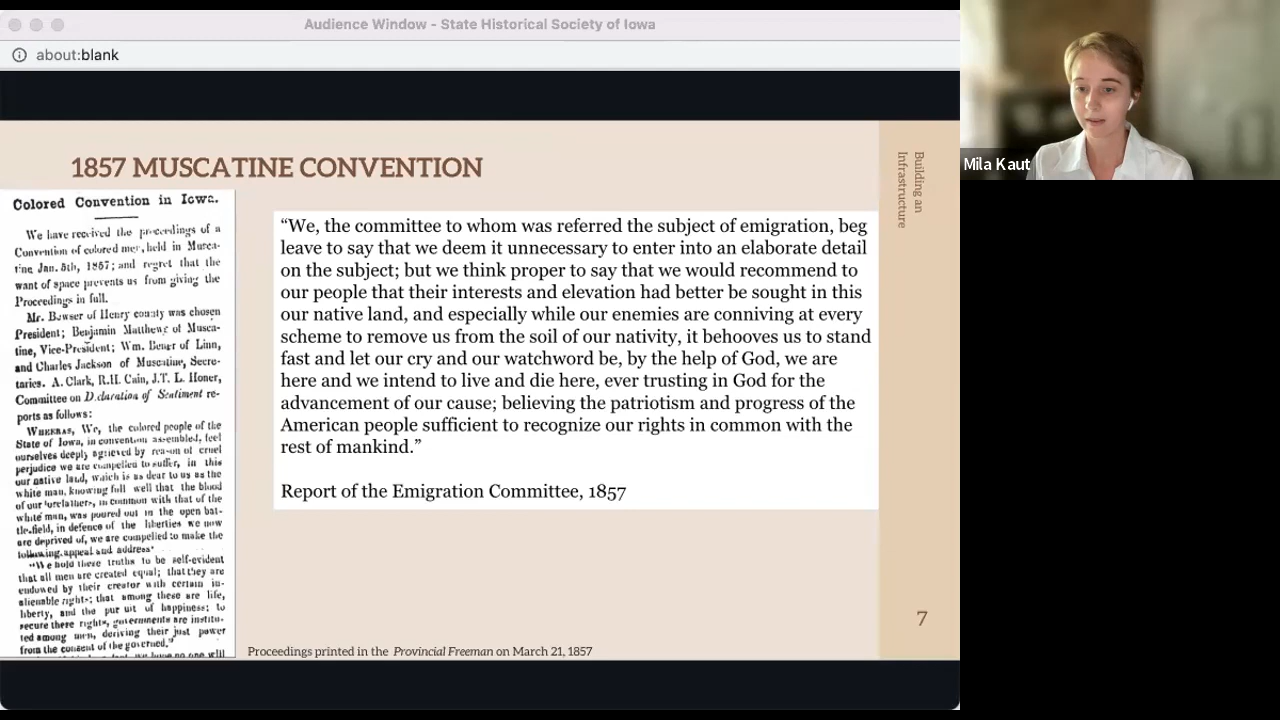 Audience Window - State Historical Society of Iowa
about:blank
1857 MUSCATINE CONVENTION
Building an
Infrastructure
Mila Kaut
Colored Convention in Iowa.
We have received the proceedings of a
Convention of colored men, held in Musca-
tine Jan. 5th, 1857; and regret that the
want of space prevents us from giving the
Proceedings in full.
Mr. Bowser of Henry county was chosen
President; Benjamin Matthews of Musca-
tine, Vice-President; Wm. of Linn,
and Charles Jackson of Muscatine, Secre-
taries. A. Clark, R.H. Cain, J.T. L. Honer,
Committee on Declaration of Sentiment re-
ports as follows:
WHEREAS, We, the colored people of the
State of Iowa, in convention assembled, feel
ourselves deeply agrieved by reason of cruel
perjudice we are compelled to suffer, in this
our native land, which is as dear to us as the
white man, knowing full well that the blood
of our forefathers, in common with that of the
white man, was poured out in the open bat-
tle-field, in defence of the liberties we now
are deprived of, we are compelled to make the
following appeal and address
"We hold these truths to be self-evident
that all men are created equal; that they are
endowed by their creator with certain in-
alienable rights; that among these are life,
liberty, and the pursuit of happiness; to
secure these rights, governments are institu-
ted among men, deriving their just power
from the consent of the governed."
“We, the committee to whom was referred the subject of emigration, beg
leave to say that we deem it unnecessary to enter into an elaborate detail
on the subject; but we think proper to say that we would recommend to
our people that their interests and elevation had better be sought in this
our native land, and especially while our enemies are conniving at every
scheme to remove us from the soil of our nativity, it behooves us to stand
fast and let our cry and our watchword be, by the help of God, we are
here and we intend to live and die here, ever trusting in God for the
advancement of our cause; believing the patriotism and progress of the
American people sufficient to recognize our rights in common with the
rest of mankind.”
Report of the Emigration Committee, 1857
7
Proceedings printed in the Provincial Freeman on March 21, 1857